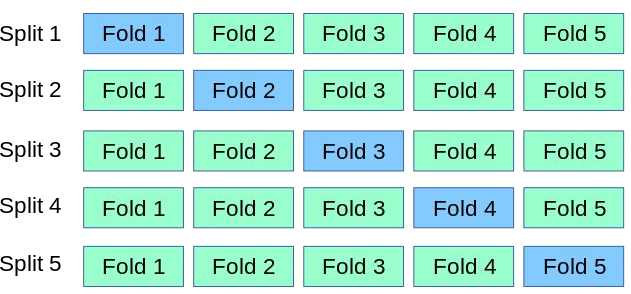 Split 1 Fold 1 Fold 2 Fold 3 Fold 4 Fold 5
Split 2 Fold 1 Fold 2 Fold 3 Fold 4 Fold 5
Split 3 Fold 1 Fold 2 Fold 3 Fold 4 Fold 5
Split 4 Fold 1 Fold 2 Fold 3 Fold 4 Fold 5
Split 5 Fold 1 Fold 2 Fold 3 Fold 4 Fold 5